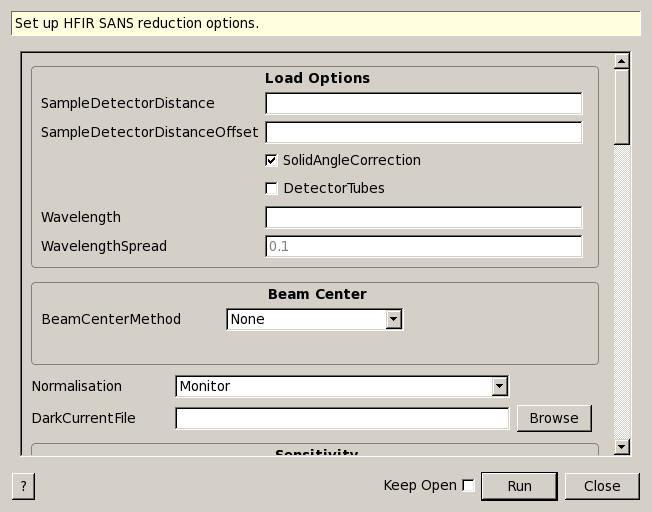 Set up HFIR SANS reduction options.
Load Options
SampleDetectorDistance
SampleDetectorDistanceOffset
SolidAngleCorrection
DetectorTubes
Wavelength
WavelengthSpread 0.1
Beam Center
BeamCenterMethod None
Normalisation Monitor
DarkCurrentFile Browse
Sensitivity
? Keep Open Run Close